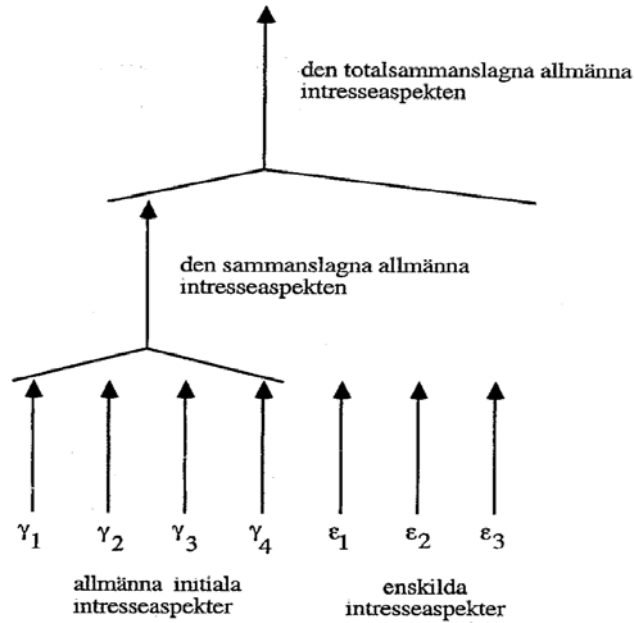 den totalsammanslagna allmänna
intresseaspekten
den sammanslagna allmänna
intresseaspekten
γ1 γ2 γ3 γ4 ε1 ε2 ε3
allmänna initiala
intresseaspekter
enskilda
intresseaspekter